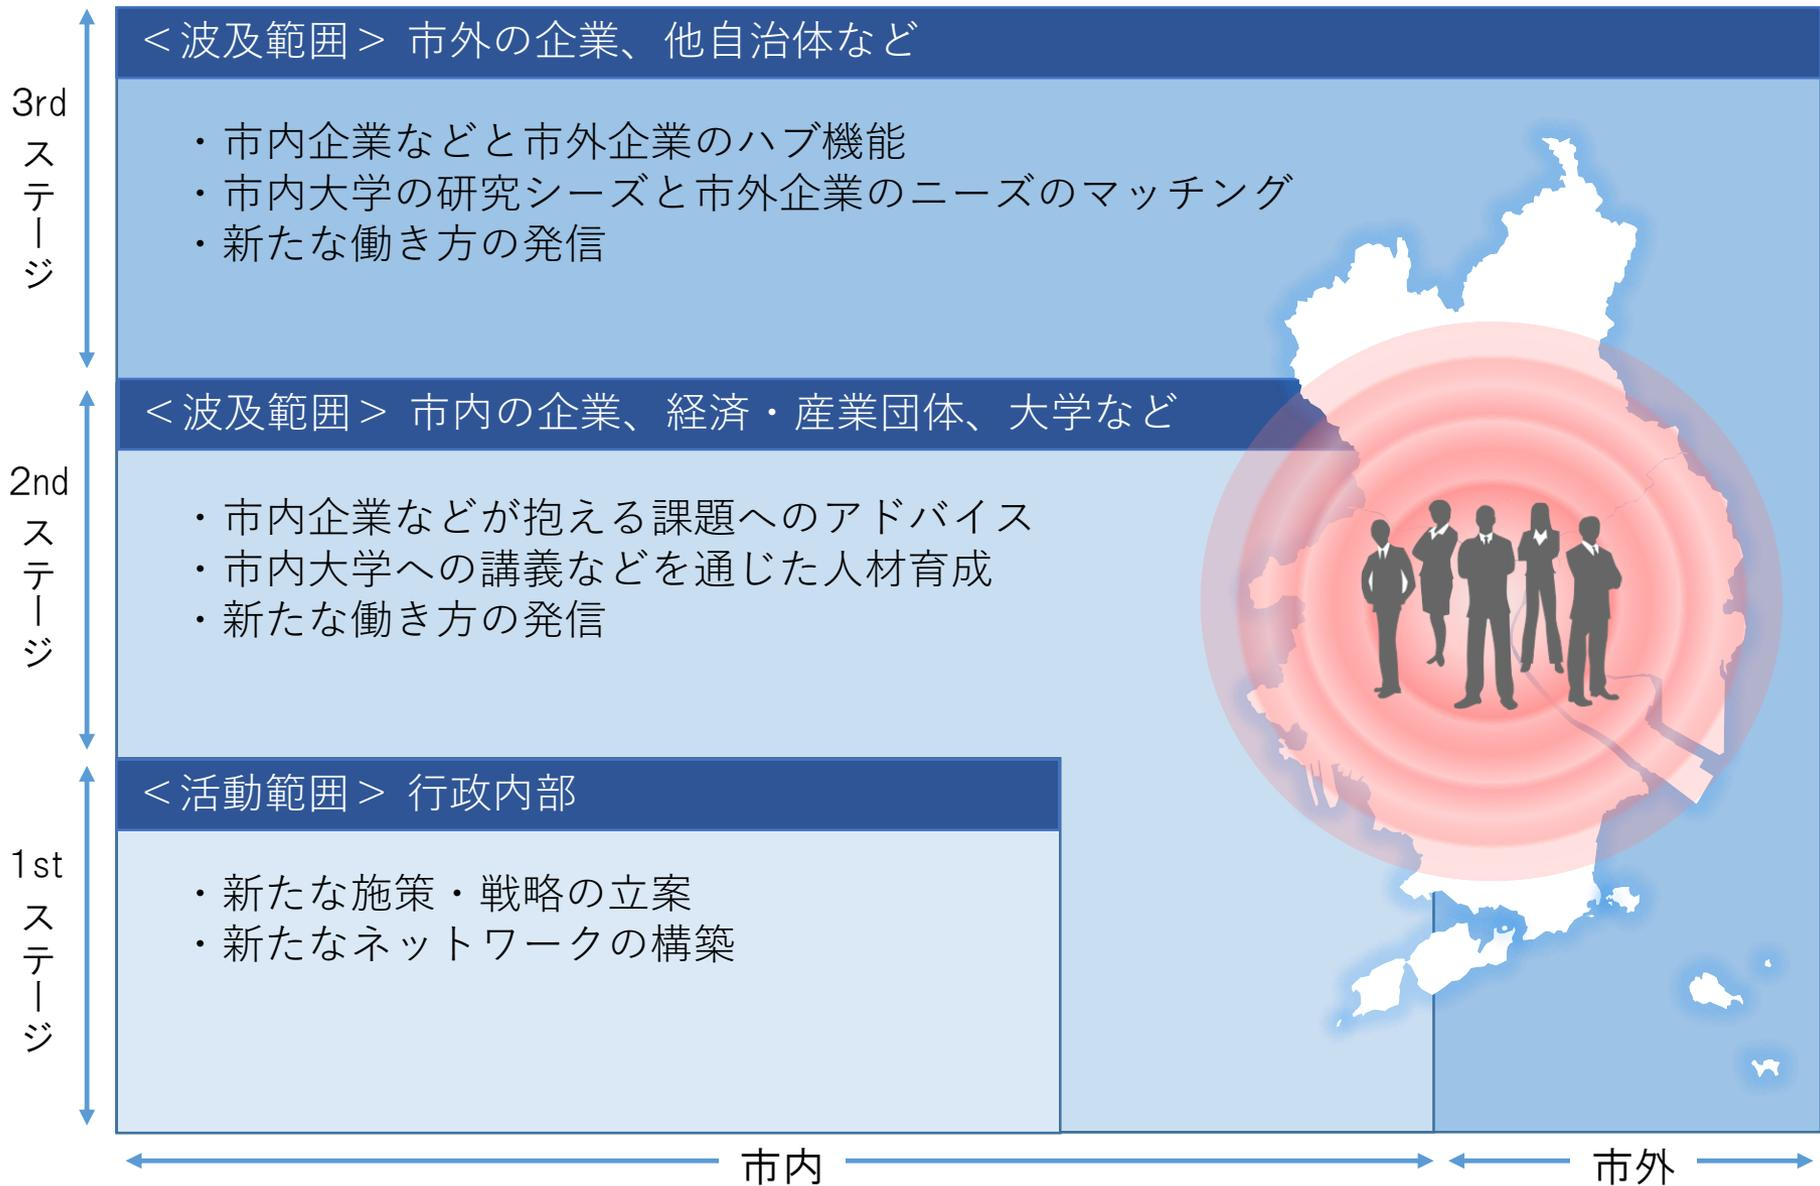 ＜波及範囲＞ 市外の企業、他自治体など
3rd
ステージ
・市内企業などと市外企業のハブ機能
・市内大学の研究シーズと市外企業のニーズのマッチング
・新たな働き方の発信
＜波及範囲＞ 市内の企業、経済・産業団体、大学など
2nd
ステージ
・市内企業などが抱える課題へのアドバイス
・市内大学への講義などを通じた人材育成
・新たな働き方の発信
＜活動範囲＞ 行政内部
1st
ステージ
・新たな施策・戦略の立案
・新たなネットワークの構築
市内
市外